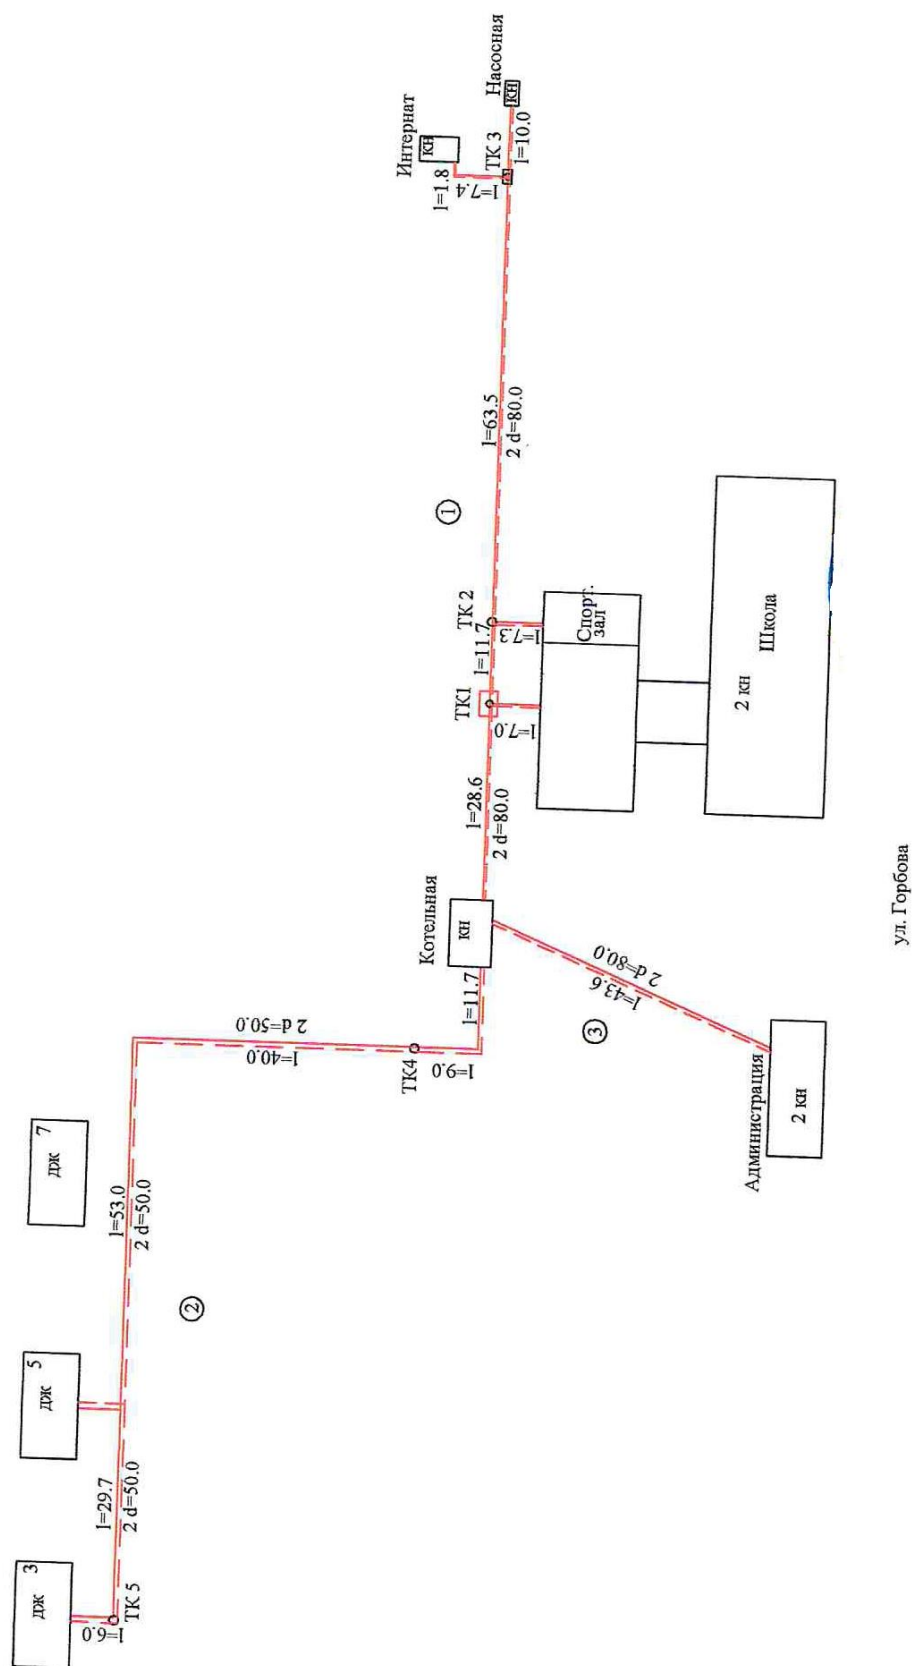 Насосная
кн
l=10.0
ТК 3
Интернат
кн
l=1.8
l=7.4
l=63.5
2 d=80.0
1
ТК 2
l=11.7
l=7.3
Спорт.
зал
Школа
2 кн
ТК1
l=7.0
l=28.6
2 d=80.0
Котельная
кн
l=11.7
l=9.0
ТК4
2 d=80.0
l=43.6
3
Администрация
2 кн
ул. Горбова
2 d=50.0
l=40.0
7
дж
l=53.0
2 d=50.0
2
5
дж
l=29.7
2 d=50.0
3
дж
ТК 5
l=6.0